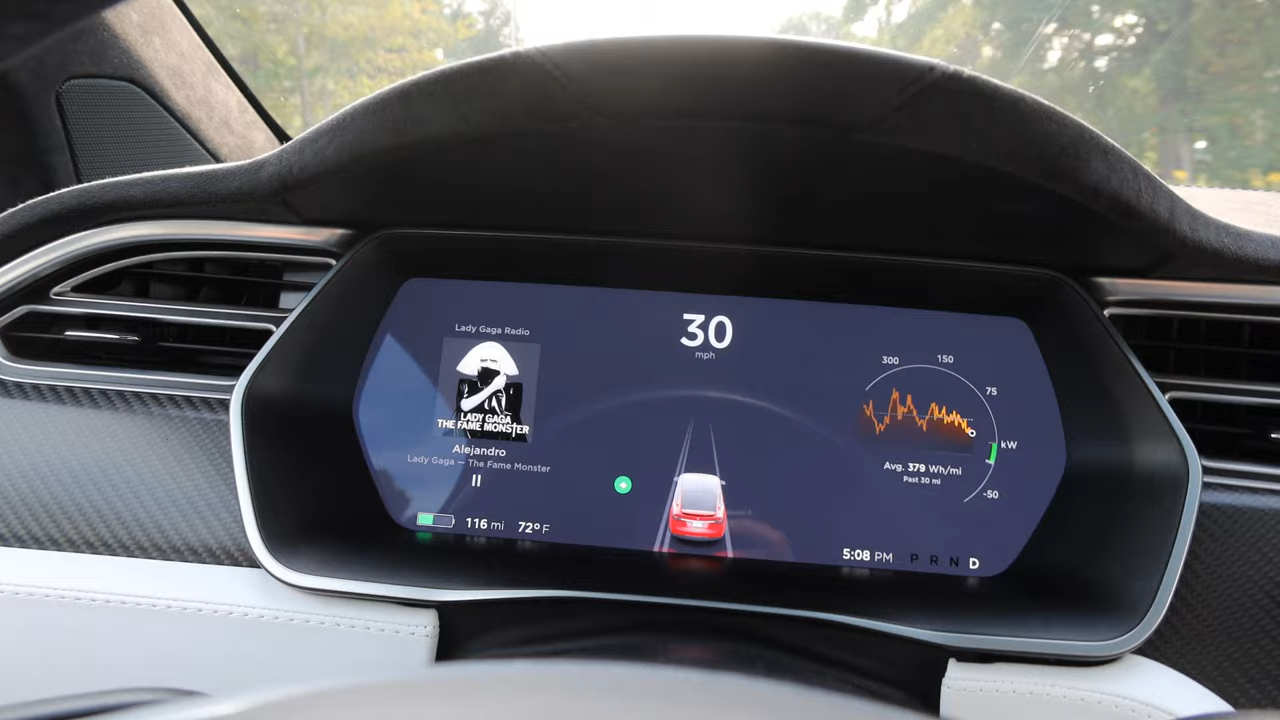 30
mph
Lady Gaga Radio
LADY GAGA
THE FAME MONSTER
Alejandro
Lady Gaga — The Fame Monster
116 mi 72° F
300 150
75
kW
-50
Avg. 379 Wh/mi
Past 30 mi
5:08 PM P R N D